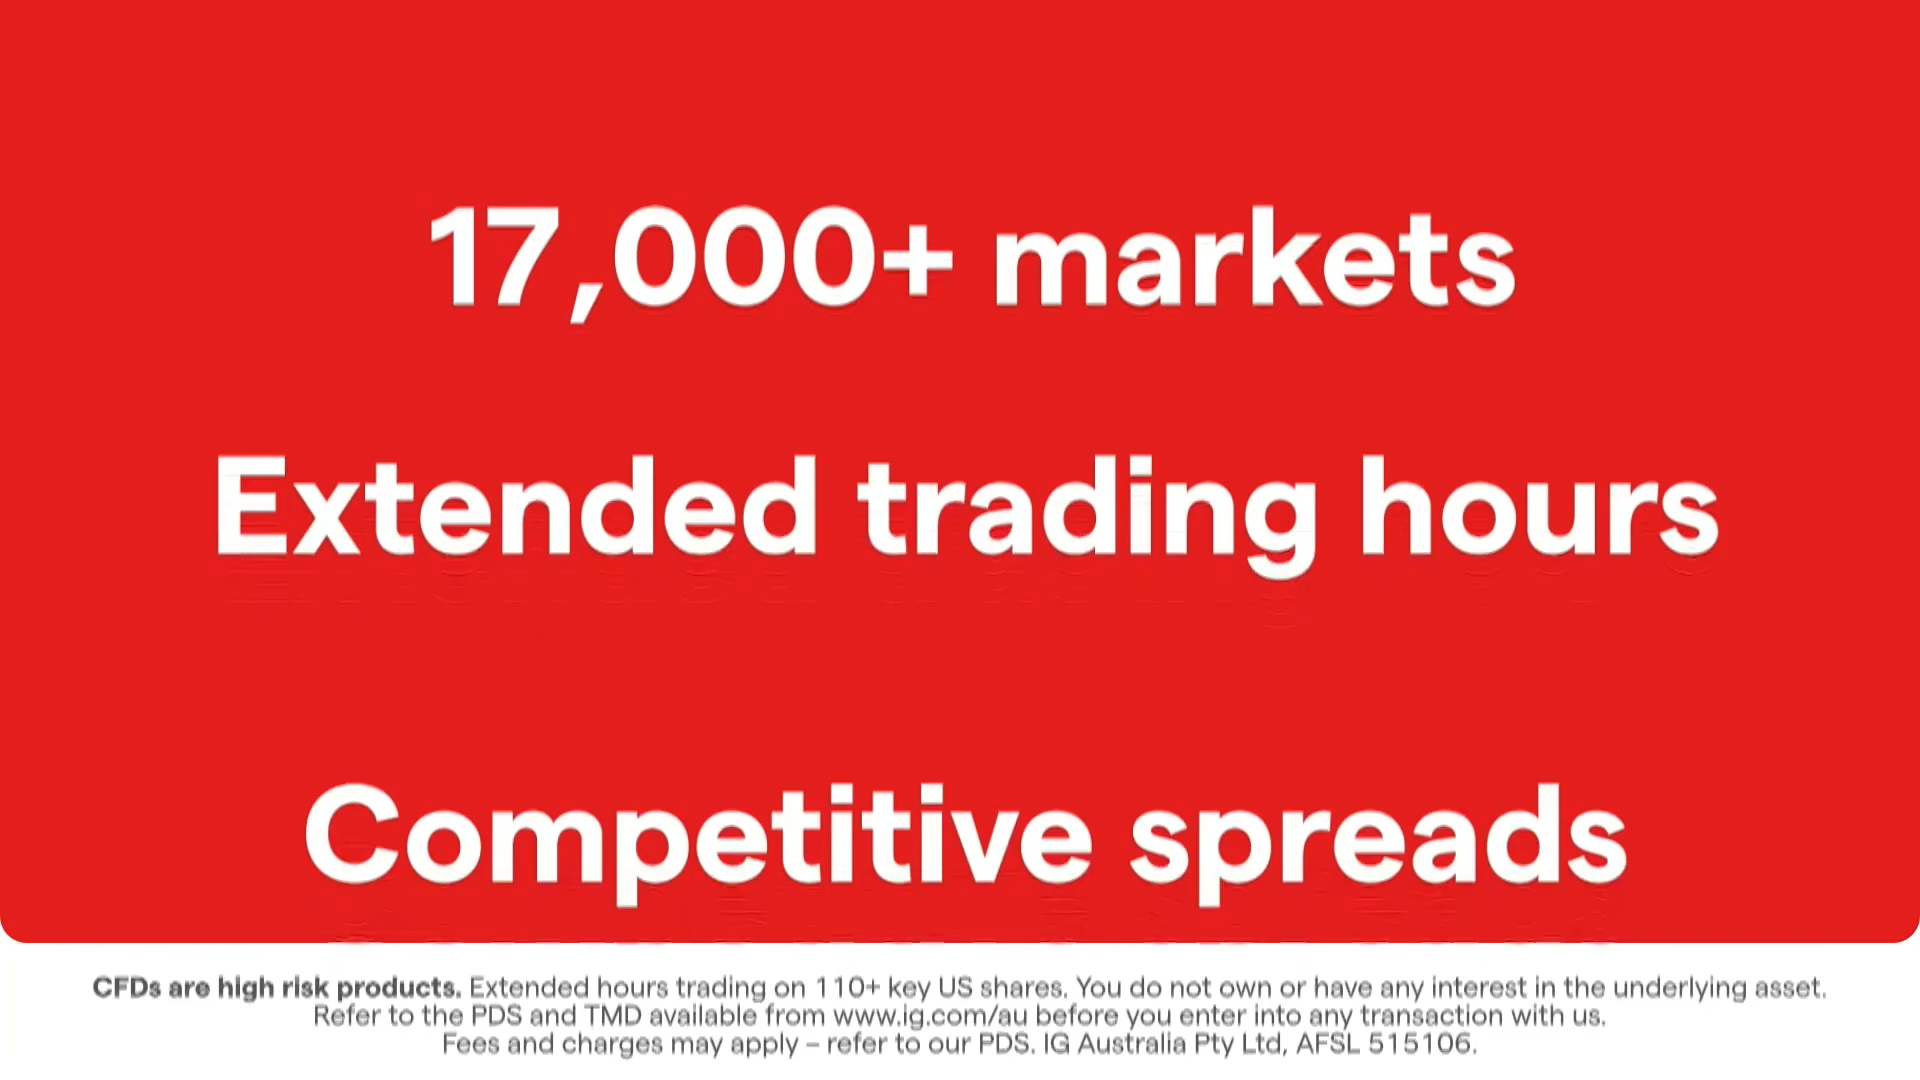 17,000+ markets
Extended trading hours
Competitive spreads
CFDs are high risk products. Extended hours trading on 110+ key US shares. You do not own or have any interest in the underlying asset.
Refer to the PDS and TMD available from www.ig.com/au before you enter into any transaction with us.
Fees and charges may apply – refer to our PDS. IG Australia Pty Ltd, AFSL 515106.